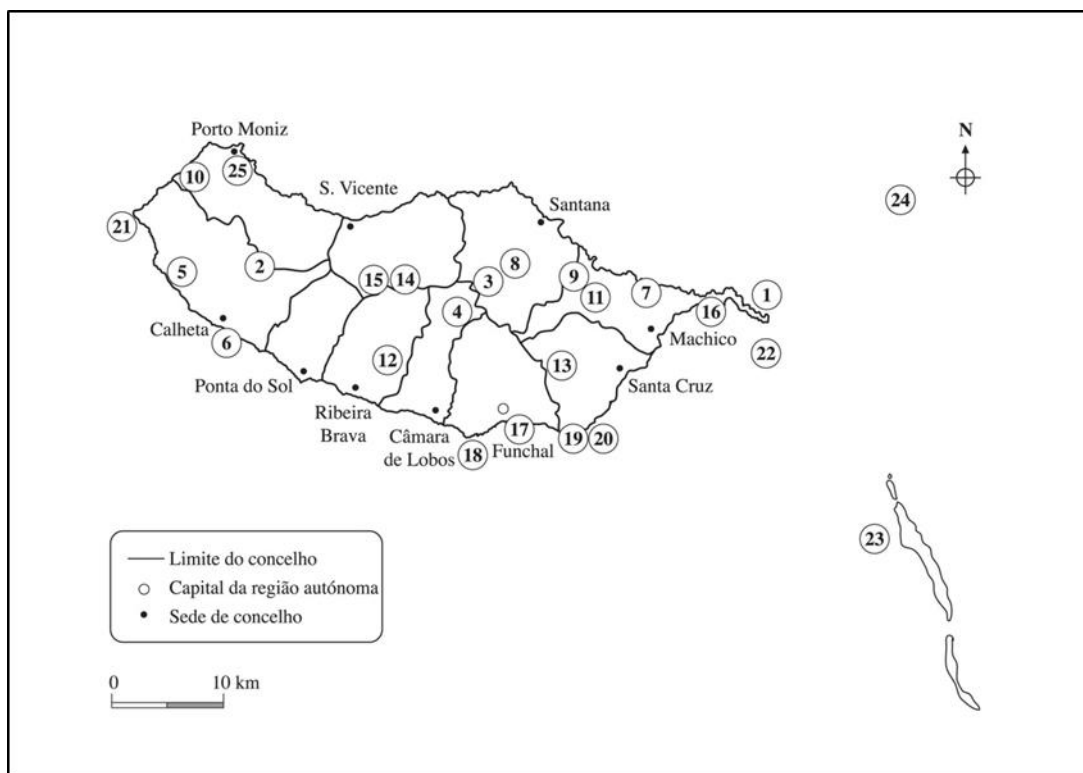 Porto Moniz
N
10
25
S. Vicente
24
Santana
21
5
2
15
14
3
8
9
11
7
1
16
4
Calheta
6
Machico
22
12
13
Ponta do Sol
Santa Cruz
Ribeira
Brava
Câmara
de Lobos
17
19
20
18
Funchal
23
Limite do concelho
Capital da região autónoma
Sede de concelho
0
10 km